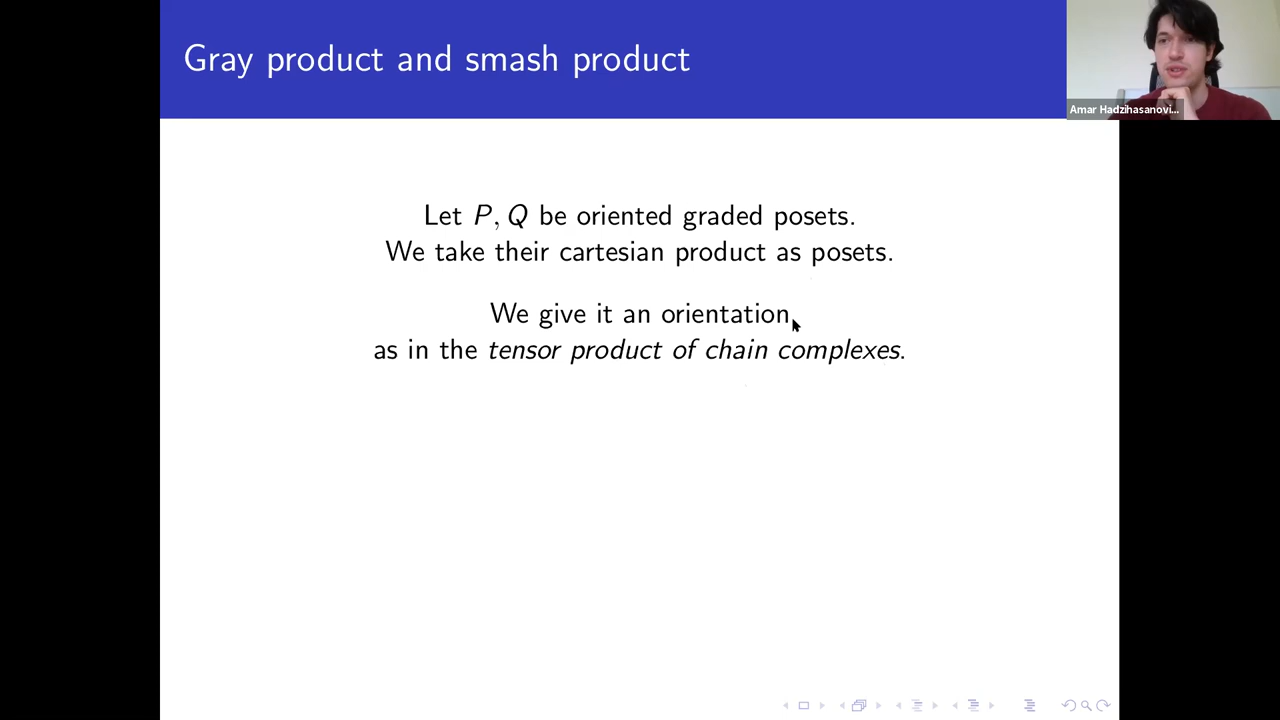 Gray product and smash product
Amar Hadzihasanovi...
Let P, Q be oriented graded posets.
We take their cartesian product as posets.
We give it an orientation,
as in the tensor product of chain complexes.